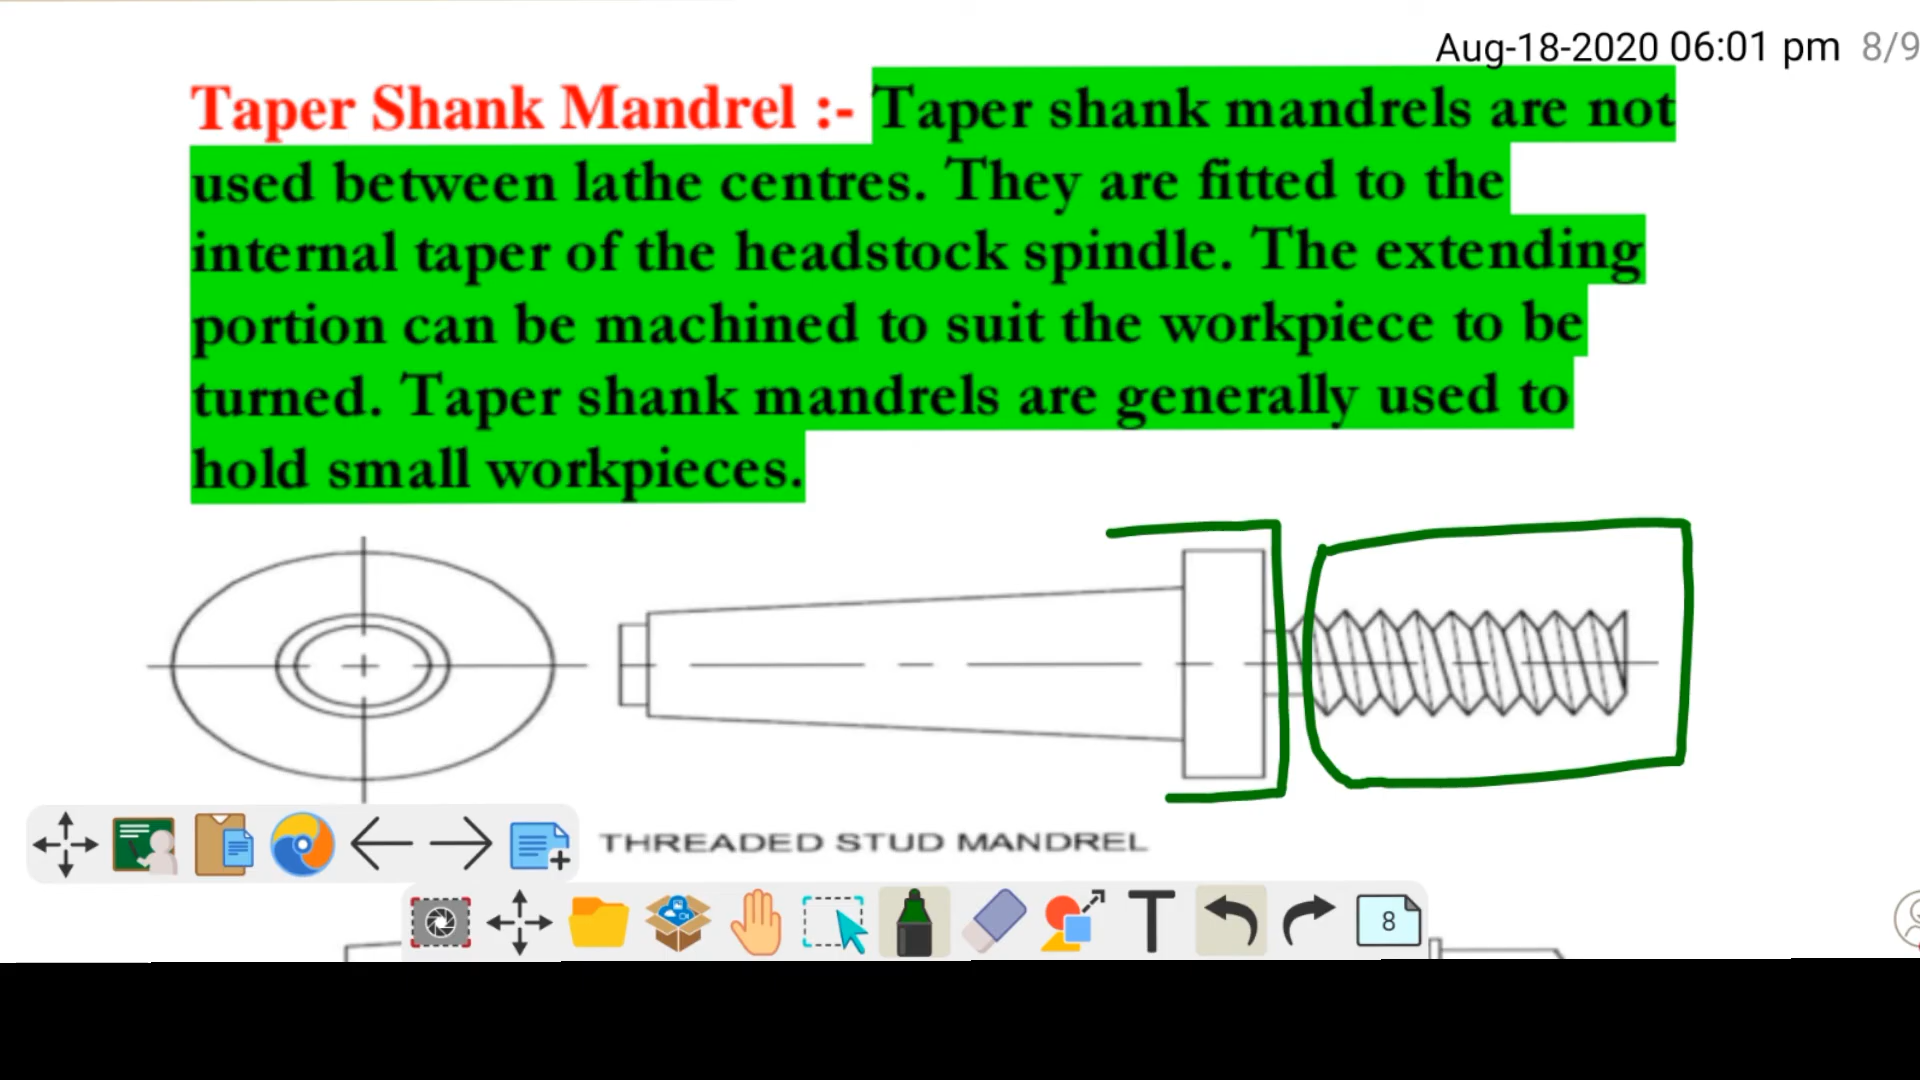 Aug-18-2020 06:01 pm 8/9
Taper Shank Mandrel :- Taper shank mandrels are not
used between lathe centres. They are fitted to the
internal taper of the headstock spindle. The extending
portion can be machined to suit the workpiece to be
turned. Taper shank mandrels are generally used to
hold small workpieces.
THREADED STUD MANDREL
8